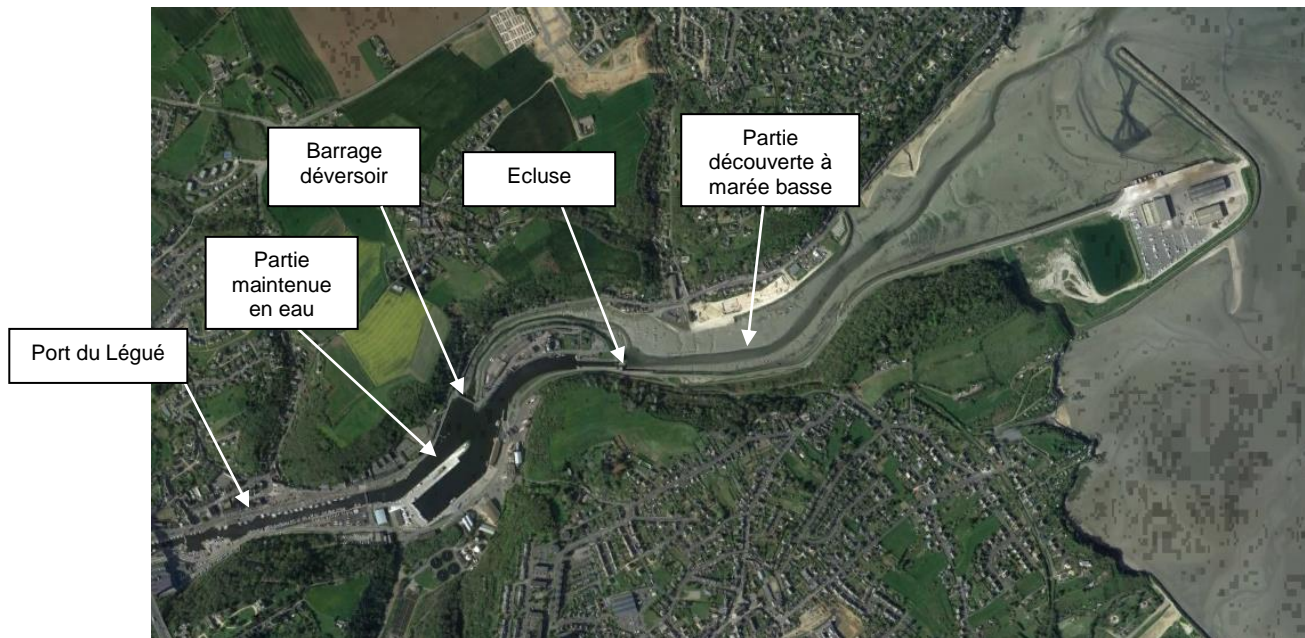 Barrage
déversoir
Ecluse
Partie
découverte à
marée basse
Partie
maintenue
en eau
Port du Légué